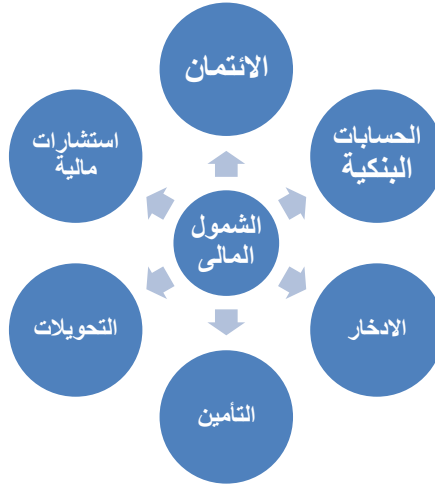 الائتمان
الحسابات
البنكية
الادخار
التأمين
التحويلات
استشارات
مالية
الشمول
المالى